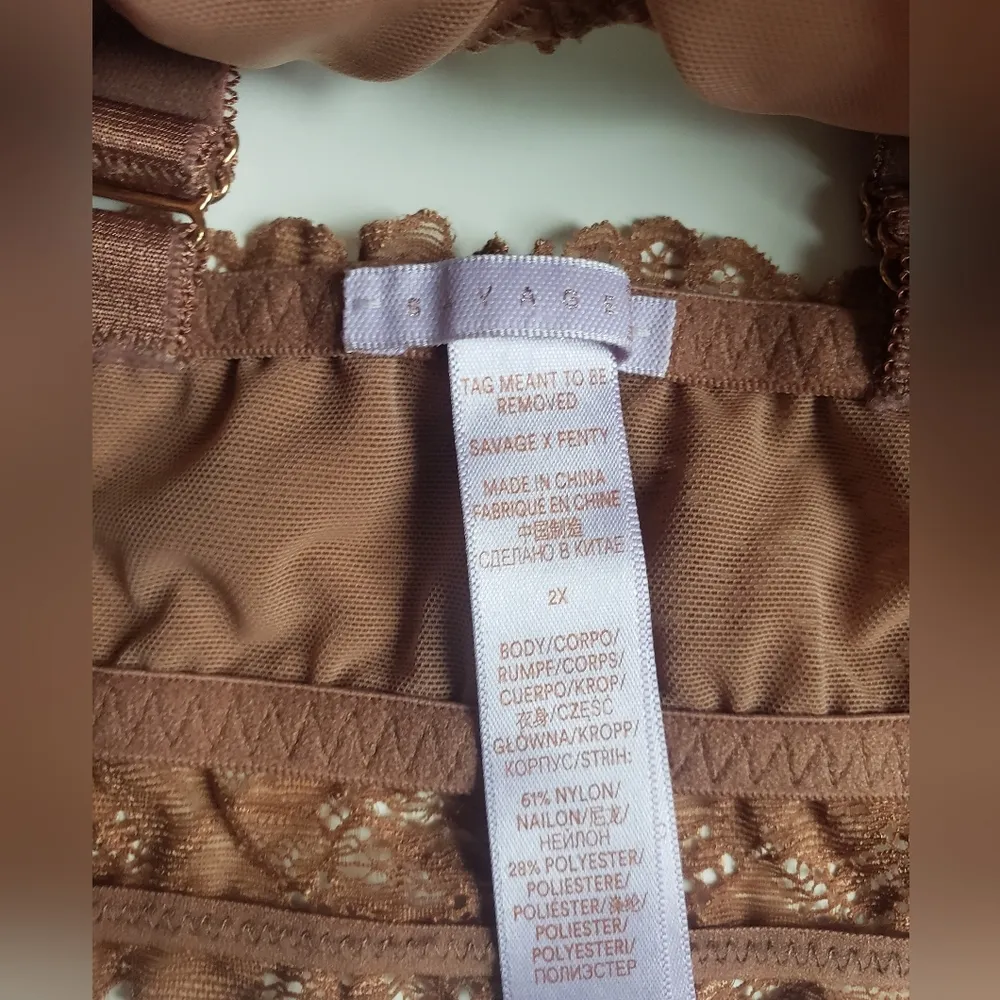 S VAGE
TAG MEANT TO BE
REMOVED
SAVAGE X FENTY
MADE IN CHINA
FABRIQUE EN CHINE
中国制造
СДЕЛАНО В КИТАЕ
2X
BODY/CORPO/
RUMPF/CORPS/
CUERPO/KROP/
衣身/CZĘŚĆ
GŁÓWNA/KROPP/
КОРПУС/STRIH:
61% NYLON/
NAILON/尼龙/
НЕЙЛОН
28% POLYESTER/
POLIESTERE/
POLIÉSTER/涤纶/
POLIESTER/
POLYESTERI/
ПОЛИЭСТЕР